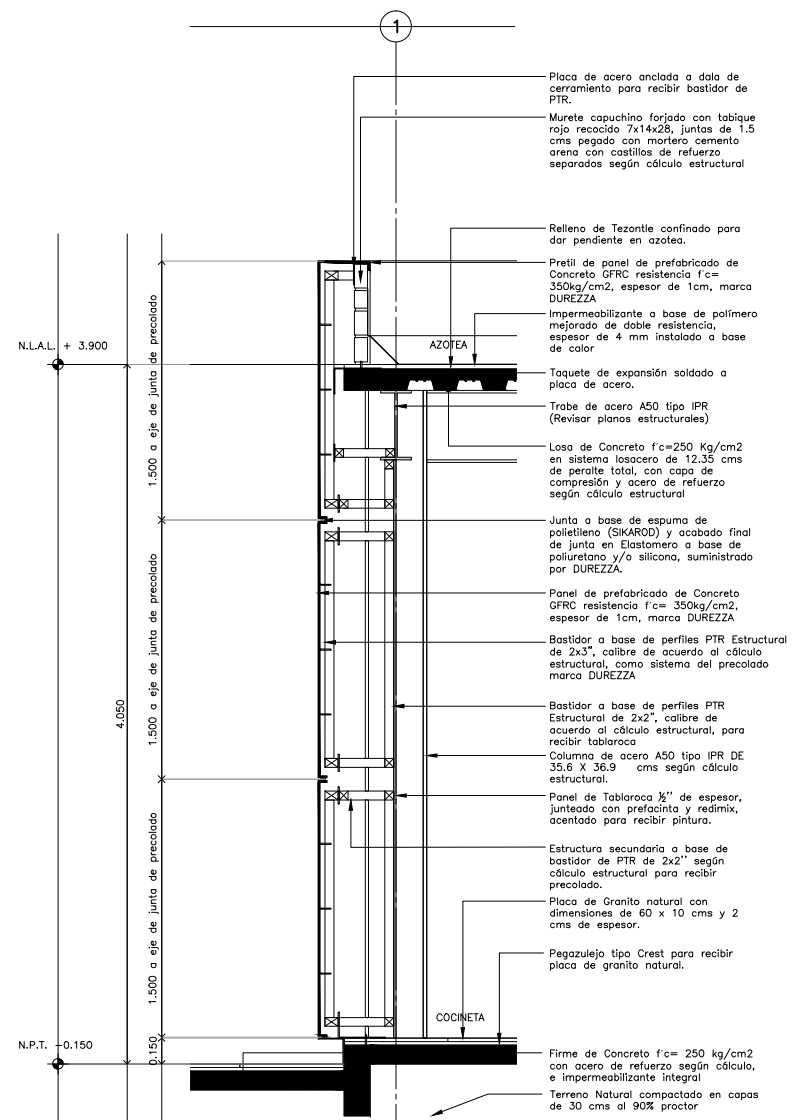 1
Placa de acero anclada a dala de
cerramiento para recibir bastidor de
PTR.
Murete capuchino forjado con tabique
rojo recocido 7x14x28, juntas de 1.5
cms pegado con mortero cemento
arena con castillos de refuerzo
separados según cálculo estructural
Relleno de Tezontle confinado para
dar pendiente en azotea.
Pretil de panel de prefabricado de
Concreto GFRC resistencia f'c=
350kg/cm2, espesor de 1cm, marca
DUREZZA
Impermeabilizante a base de polímero
mejorado de doble resistencia,
espesor de 4 mm instalado a base
de calor
AZOTEA
N.L.A.L. + 3.900
Taquete de expansión soldado a
placa de acero.
Trabe de acero A50 tipo IPR
(Revisar planos estructurales)
Losa de Concreto f'c=250 Kg/cm2
en sistema losacero de 12.35 cms
de peralte total, con capa de
compresión y acero de refuerzo
según cálculo estructural
Junta a base de espuma de
polietileno (SIKAROD) y acabado final
de junta en Elastomero a base de
poliuretano y/o silicona, suministrado
por DUREZZA.
Panel de prefabricado de Concreto
GFRC resistencia f'c= 350kg/cm2,
espesor de 1cm, marca DUREZZA
Bastidor a base de perfiles PTR Estructural
de 2x3", calibre de acuerdo al cálculo
estructural, como sistema del precolado
marca DUREZZA
Bastidor a base de perfiles PTR
Estructural de 2x2", calibre de
acuerdo al cálculo estructural, para
recibir tablaroca
Columna de acero A50 tipo IPR DE
35.6 X 36.9 cms según cálculo
estructural.
Panel de Tablaroca ½'' de espesor,
junteado con prefacinta y redimix,
acentado para recibir pintura.
Estructura secundaria a base de
bastidor de PTR de 2x2'' según
cálculo estructural para recibir
precolado.
Placa de Granito natural con
dimensiones de 60 x 10 cms y 2
cms de espesor.
Pegazulejo tipo Crest para recibir
placa de granito natural.
COCINETA
N.P.T. -0.150
Firme de Concreto f'c= 250 kg/cm2
con acero de refuerzo según cálculo,
e impermeabilizante integral
Terreno Natural compactado en capas
de 30 cms al 90% proctor
4.050
1.500 a eje de junta de precolado
1.500 a eje de junta de precolado
1.500 a eje de junta de precolado
0.150